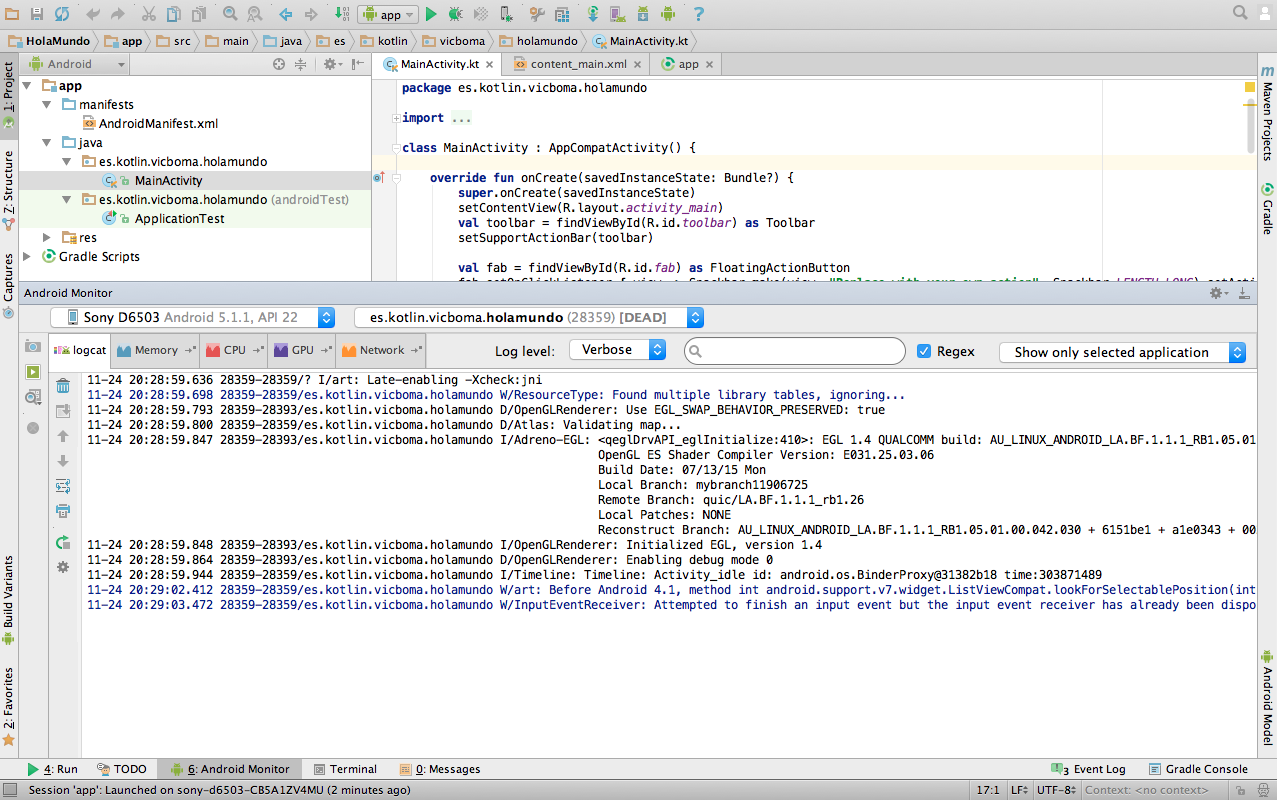 app
HolaMundo app src main java es kotlin vicboma holamundo MainActivity.kt
1: Project
Z: Structure
Captures
Build Variants
2: Favorites
Android
app
manifests
AndroidManifest.xml
java
es.kotlin.vicboma.holamundo
MainActivity
es.kotlin.vicboma.holamundo (androidTest)
ApplicationTest
res
Gradle Scripts
MainActivity.kt content_main.xml app
package es.kotlin.vicboma.holamundo
import ...
class MainActivity : AppCompatActivity() {
override fun onCreate(savedInstanceState: Bundle?) {
super.onCreate(savedInstanceState)
setContentView(R.layout.activity_main)
val toolbar = findViewById(R.id.toolbar) as Toolbar
setSupportActionBar(toolbar)
val fab = findViewById(R.id.fab) as FloatingActionButton
m Maven Projects
Gradle
Android Model
Android Monitor
Sony D6503 Android 5.1.1, API 22 es.kotlin.vicboma.holamundo (28359) [DEAD]
logcat Memory CPU GPU Network Log level: Verbose Regex Show only selected application
11-24 20:28:59.636 28359-28359/? I/art: Late-enabling -Xcheck:jni
11-24 20:28:59.698 28359-28359/es.kotlin.vicboma.holamundo W/ResourceType: Found multiple library tables, ignoring...
11-24 20:28:59.793 28359-28393/es.kotlin.vicboma.holamundo D/OpenGLRenderer: Use EGL_SWAP_BEHAVIOR_PRESERVED: true
11-24 20:28:59.800 28359-28359/es.kotlin.vicboma.holamundo D/Atlas: Validating map...
11-24 20:28:59.847 28359-28393/es.kotlin.vicboma.holamundo I/Adreno-EGL: <qeglDrvAPI_eglInitialize:410>: EGL 1.4 QUALCOMM build: AU_LINUX_ANDROID_LA.BF.1.1.1_RB1.05.01
OpenGL ES Shader Compiler Version: E031.25.03.06
Build Date: 07/13/15 Mon
Local Branch: mybranch11906725
Remote Branch: quic/LA.BF.1.1.1_rb1.26
Local Patches: NONE
Reconstruct Branch: AU_LINUX_ANDROID_LA.BF.1.1.1_RB1.05.01.00.042.030 + 6151be1 + a1e0343 + 00
11-24 20:28:59.848 28359-28393/es.kotlin.vicboma.holamundo I/OpenGLRenderer: Initialized EGL, version 1.4
11-24 20:28:59.864 28359-28393/es.kotlin.vicboma.holamundo D/OpenGLRenderer: Enabling debug mode 0
11-24 20:28:59.944 28359-28359/es.kotlin.vicboma.holamundo I/Timeline: Timeline: Activity_idle id: android.os.BinderProxy@31382b18 time:303871489
11-24 20:29:02.412 28359-28359/es.kotlin.vicboma.holamundo W/art: Before Android 4.1, method int android.support.v7.widget.ListViewCompat.lookForSelectablePosition(int
11-24 20:29:03.472 28359-28359/es.kotlin.vicboma.holamundo W/InputEventReceiver: Attempted to finish an input event but the input event receiver has already been dispo
4: Run TODO 6: Android Monitor Terminal 0: Messages 3 Event Log Gradle Console
Session 'app': Launched on sony-d6503-CB5A1ZV4MU (2 minutes ago) 17:1 LF UTF-8 Context: <no context>